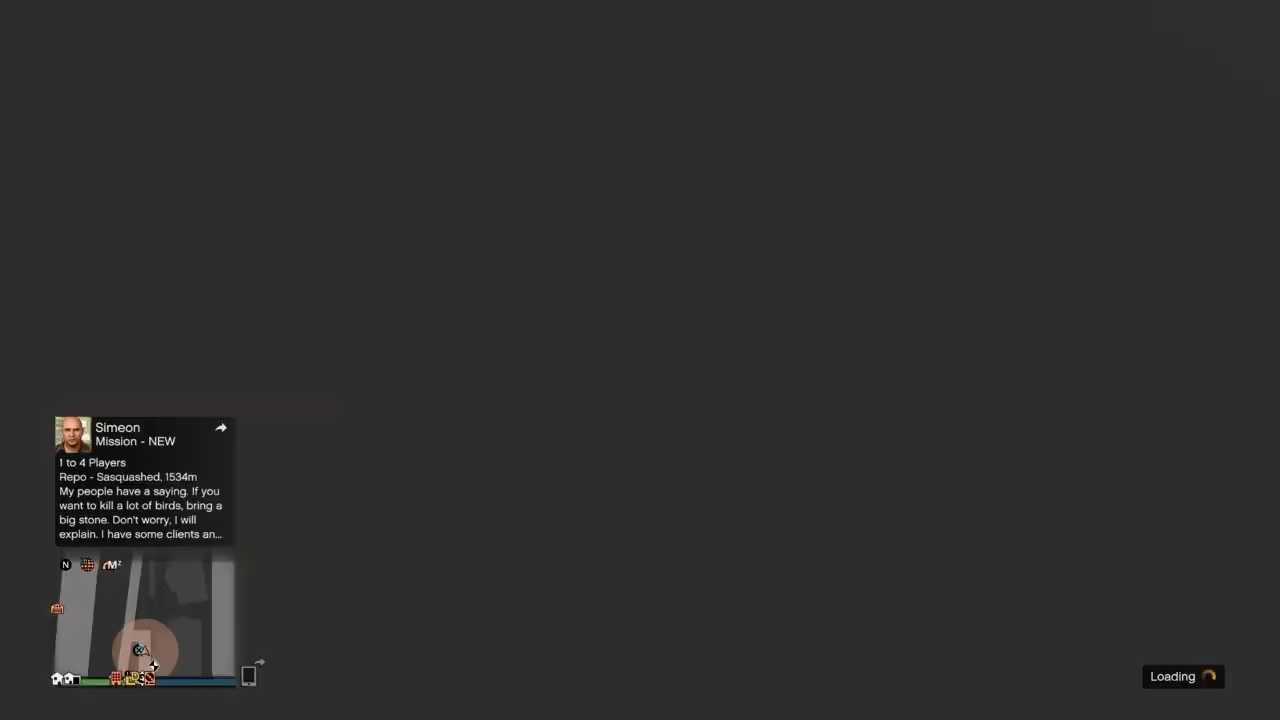 Simeon
Mission - NEW
1 to 4 Players
Repo - Sasquashed, 1534m
My people have a saying. If you
want to kill a lot of birds, bring a
big stone. Don't worry, I will
explain. I have some clients an...
N
M²
Loading